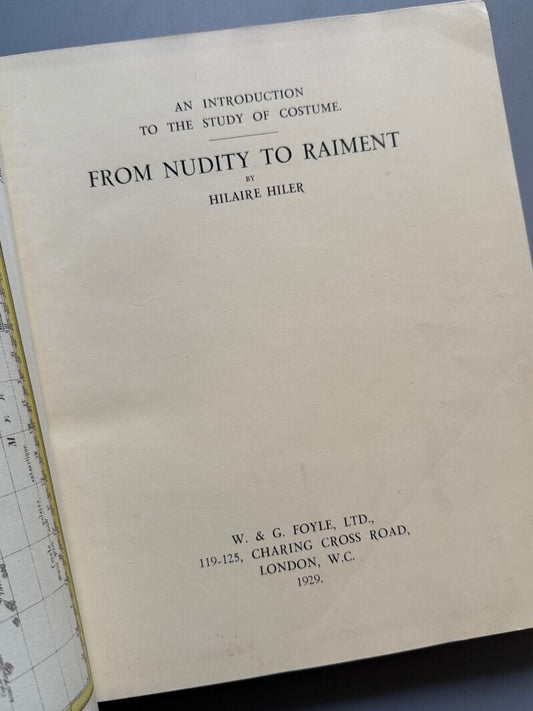 AN INTRODUCTION
TO THE STUDY OF COSTUME.
FROM NUDITY TO RAIMENT
BY
HILAIRE HILER
W. & G. FOYLE, LTD.,
119-125, CHARING CROSS ROAD,
LONDON, W.C.
1929.